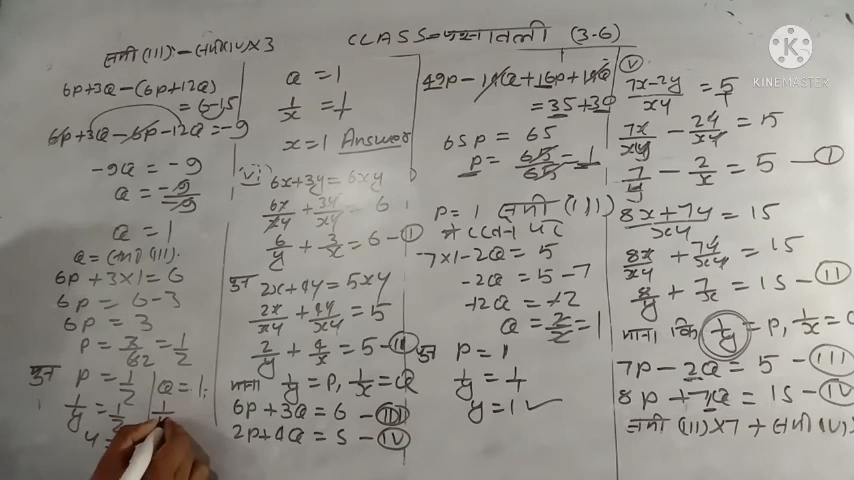 CLASS - प्रश्नावली (3.6)
KINEMASTER
(V)
7x-2y/xy = 5/1
7x/xy - 2y/xy = 5
7/y - 2/x = 5 — (I)
8x+7y/xy = 15
8x/xy + 7y/xy = 15
8/y + 7/x = 15 — (II)
माना कि 1/y = P, 1/x = Q
7P - 2Q = 5 — (III)
8P + 7Q = 15 — (IV)
समी (III) × 7 + समी (IV) ×
49P - 14Q + 16P + 14Q
= 35 + 30
65P = 65
P = 65/65 = 1
P = 1 समी (III)
में रखने पर
7×1 - 2Q = 5
-2Q = 5 - 7
+2Q = +2
Q = 2/2 = 1
पुनः P = 1
1/y = 1/1
y = 1 ✓
Q = 1
1/x = 1
x = 1 Answer
(vi) 6x+3y = 6xy
6x/xy + 3y/xy = 6
6/y + 3/x = 6 - (I)
पुनः 2x+4y = 5xy
2x/xy + 4y/xy = 5
2/y + 4/x = 5 - (II)
माना 1/y = P, 1/x = Q
6P + 3Q = 6 - (III)
2P + 4Q = 5 - (IV)
समी (III) - समी IV × 3
6P+3Q - (6P+12Q)
= 6-15
6P+3Q-6P-12Q = -9
-9Q = -9
Q = -9/-9
Q = 1
Q = समी (III).
6P + 3×1 = 6
6P = 6-3
6P = 3
P = 3/62 = 1/2
पुनः P = 1/2 | Q = 1
1/y = 1/2 | 1/
y =